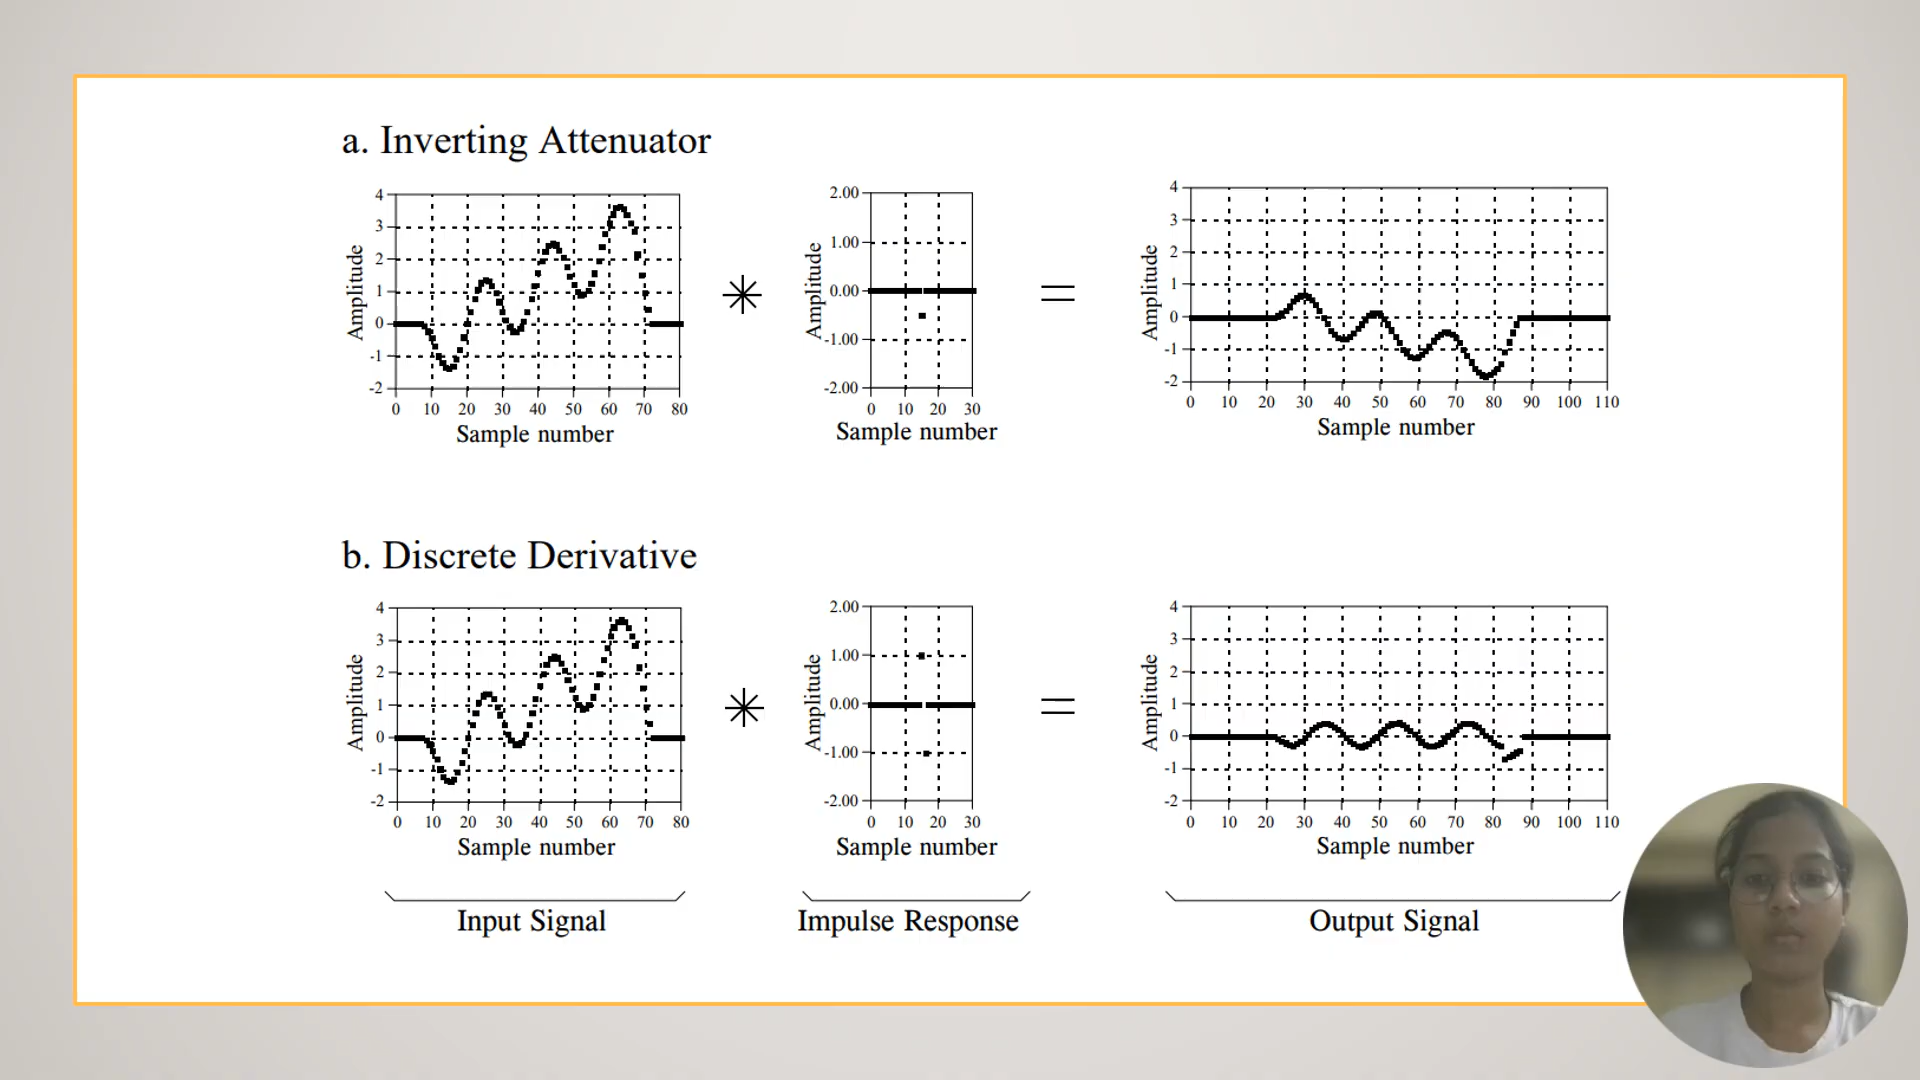 a. Inverting Attenuator
4
3
2
1
0
-1
-2
Amplitude
0 10 20 30 40 50 60 70 80
Sample number
2.00
1.00
0.00
-1.00
-2.00
Amplitude
0 10 20 30
Sample number
4
3
2
1
0
-1
-2
Amplitude
0 10 20 30 40 50 60 70 80 90 100 110
Sample number
b. Discrete Derivative
4
3
2
1
0
-1
-2
Amplitude
0 10 20 30 40 50 60 70 80
Sample number
2.00
1.00
0.00
-1.00
-2.00
Amplitude
0 10 20 30
Sample number
4
3
2
1
0
-1
-2
Amplitude
0 10 20 30 40 50 60 70 80 90 100 110
Sample number
Input Signal
Impulse Response
Output Signal